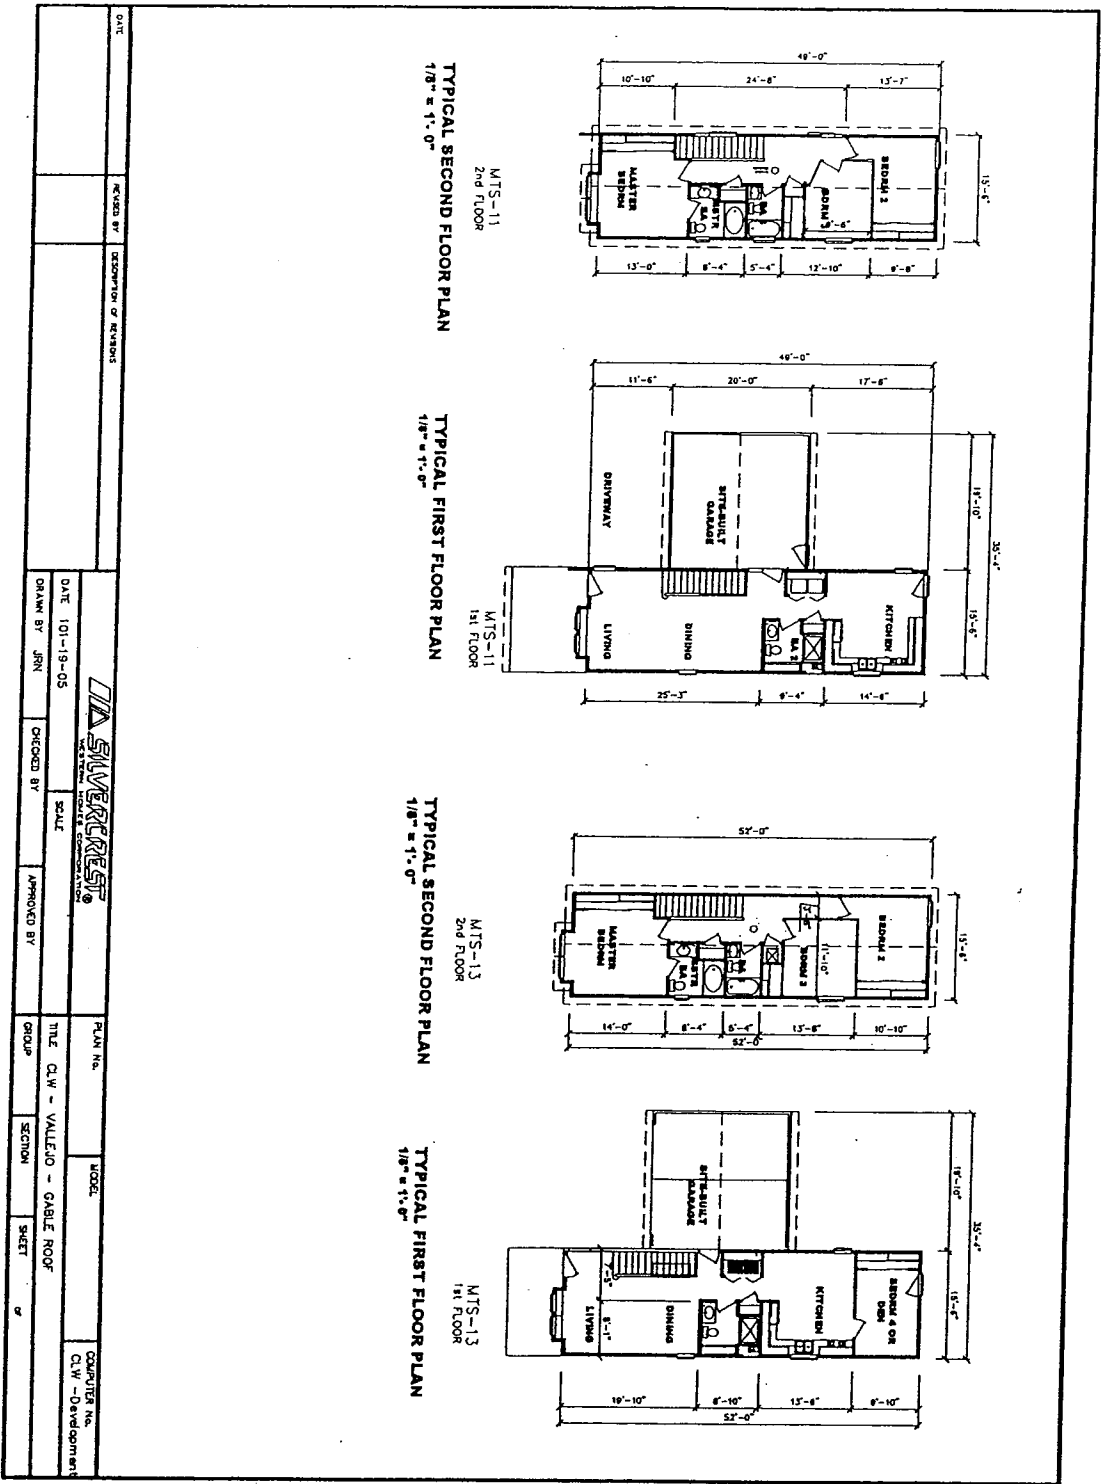 49'-0"
10'-10"
24'-8"
13'-7"
15'-6"
MASTER
BEDRM
MSTR
BA
BA
BDRM 3
9'-6"
BEDRM 2
13'-0"
8'-4"
5'-4"
12'-10"
9'-8"
MTS-11
2nd FLOOR
TYPICAL SECOND FLOOR PLAN
1/8" = 1'-0"
49'-0"
11'-6"
20'-0"
17'-6"
19'-10"
35'-4"
15'-6"
DRIVEWAY
SITE-BUILT
GARAGE
KITCHEN
BA 2
DINING
LIVING
25'-3"
9'-4"
14'-8"
MTS-11
1st FLOOR
TYPICAL FIRST FLOOR PLAN
1/8" = 1'-0"
52'-0"
15'-6"
MASTER
BEDRM
MSTR
BA
BA
BDRM 3
11'-10"
BEDRM 2
14'-0"
8'-4"
5'-4"
13'-8"
10'-10"
52'-0"
MTS-13
2nd FLOOR
TYPICAL SECOND FLOOR PLAN
1/8" = 1'-0"
19'-10"
35'-4"
15'-6"
SITE-BUILT
GARAGE
KITCHEN
BEDRM 4 OR
DEN
DINING
LIVING
7'-5"
8'-1"
19'-10"
8'-10"
13'-6"
9'-10"
52'-0"
MTS-13
1st FLOOR
TYPICAL FIRST FLOOR PLAN
1/8" = 1'-0"
DATE
REVISED BY
DESCRIPTION OF REVISIONS
SILVERCREST®
WESTERN HOMES CORPORATION
DATE 101-19-05
SCALE
DRAWN BY JRN
CHECKED BY
APPROVED BY
PLAN No.
MODEL
COMPUTER No.
CLW -Development
TITLE CLW - VALLEJO - GABLE ROOF
GROUP
SECTION
SHEET
OF